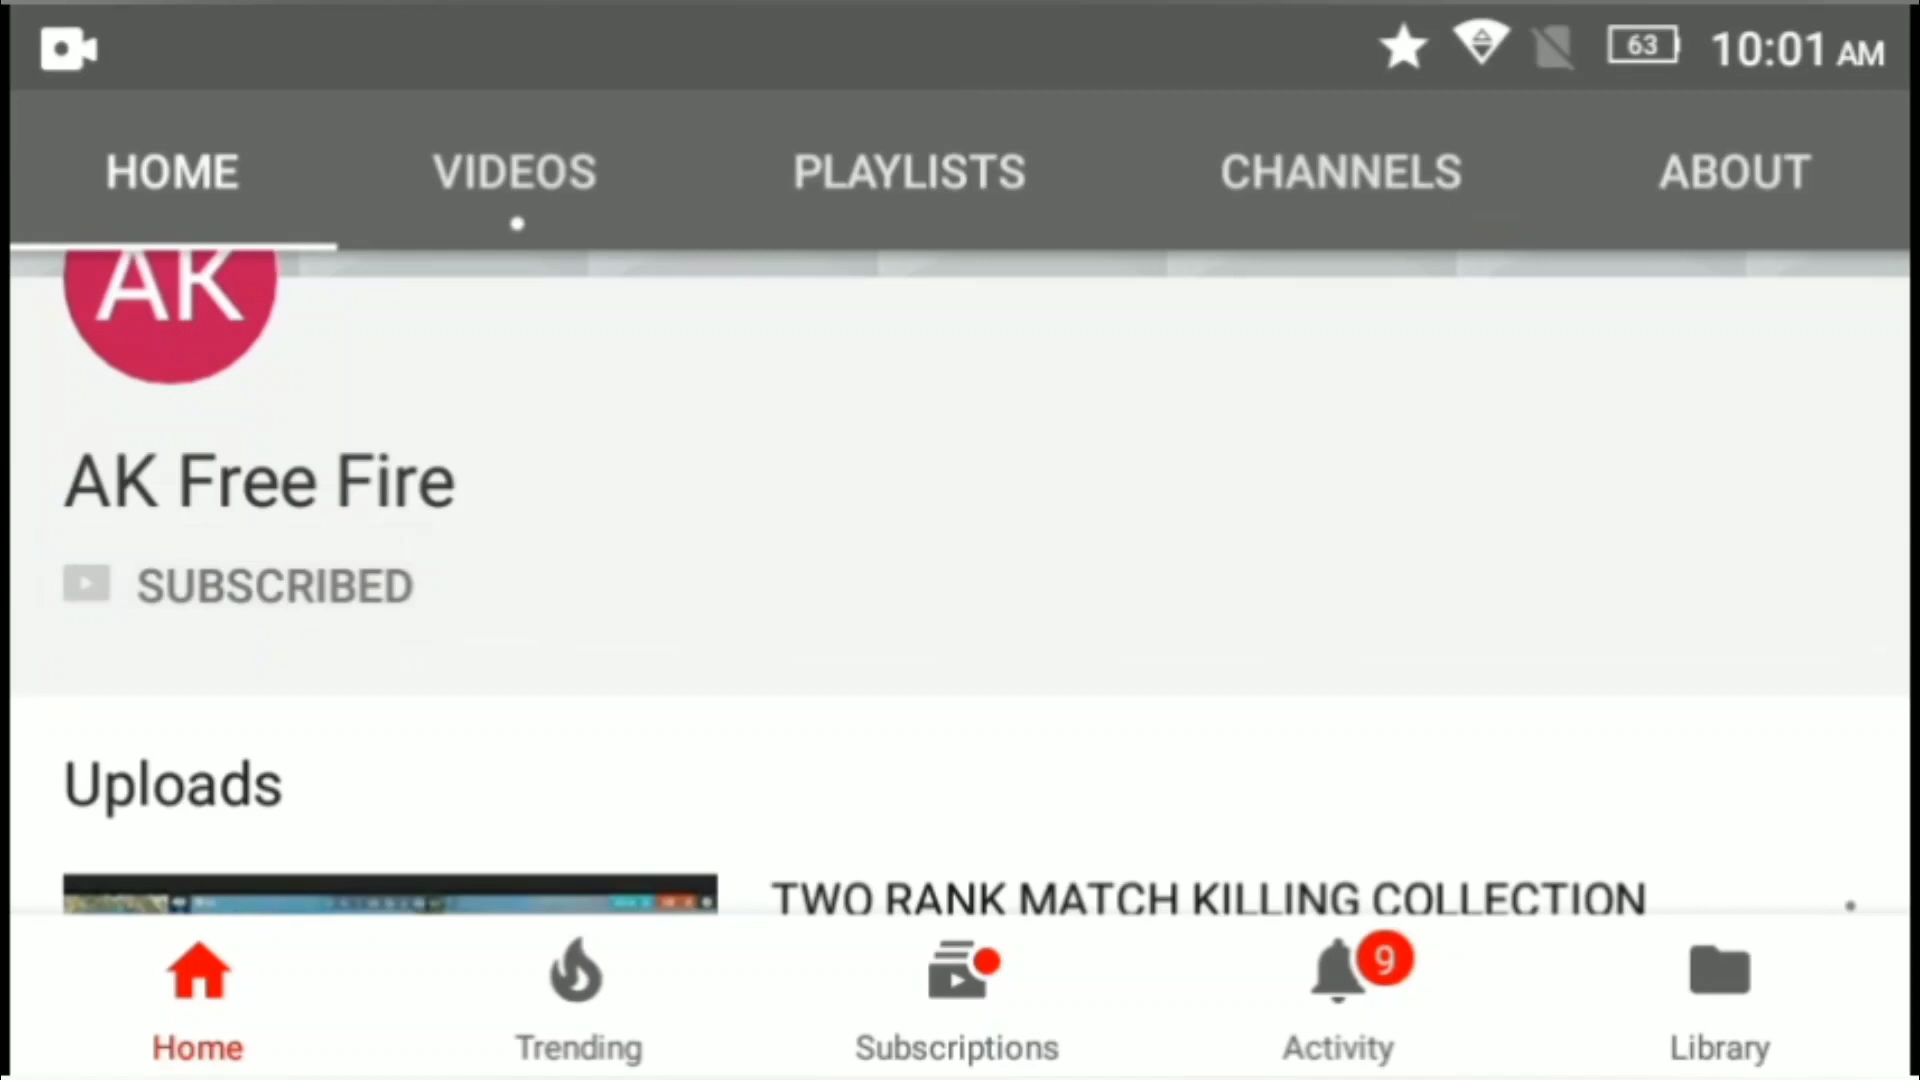 63 10:01 AM
HOME VIDEOS PLAYLISTS CHANNELS ABOUT
AK
AK Free Fire
SUBSCRIBED
Uploads
TWO RANK MATCH KILLING COLLECTION
9
Home Trending Subscriptions Activity Library